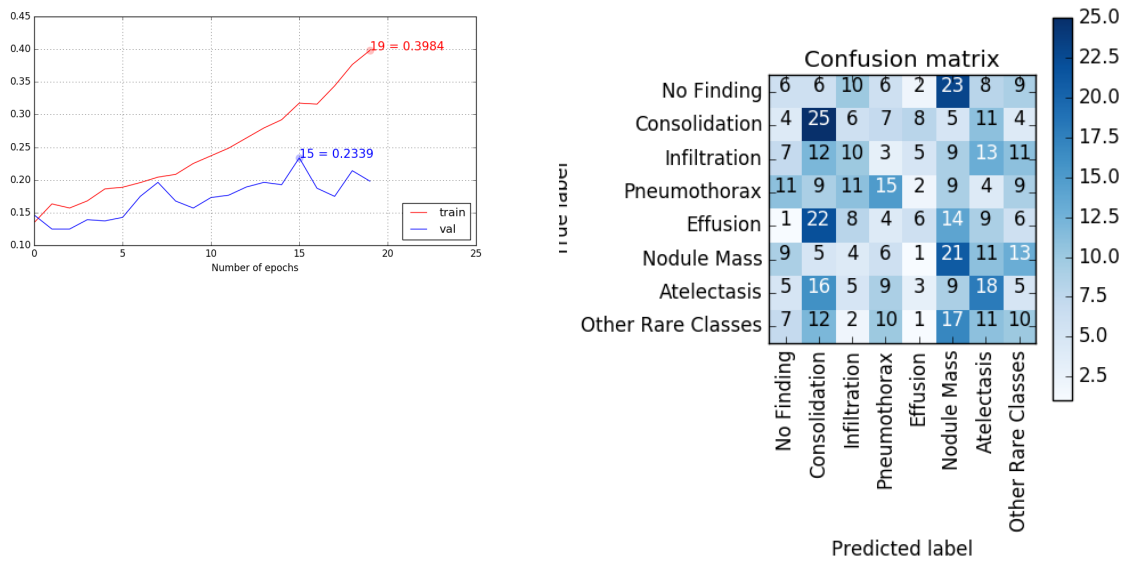 0.45
0.40
0.35
0.30
0.25
0.20
0.15
0.10
19 = 0.3984
15 = 0.2339
train
val
0 5 10 15 20 25
Number of epochs
Confusion matrix
True label
No Finding 6 6 10 6 2 23 8 9
Consolidation 4 25 6 7 8 5 11 4
Infiltration 7 12 10 3 5 9 13 11
Pneumothorax 11 9 11 15 2 9 4 9
Effusion 1 22 8 4 6 14 9 6
Nodule Mass 9 5 4 6 1 21 11 13
Atelectasis 5 16 5 9 3 9 18 5
Other Rare Classes 7 12 2 10 1 17 11 10
No Finding
Consolidation
Infiltration
Pneumothorax
Effusion
Nodule Mass
Atelectasis
Other Rare Classes
Predicted label
25.0
22.5
20.0
17.5
15.0
12.5
10.0
7.5
5.0
2.5